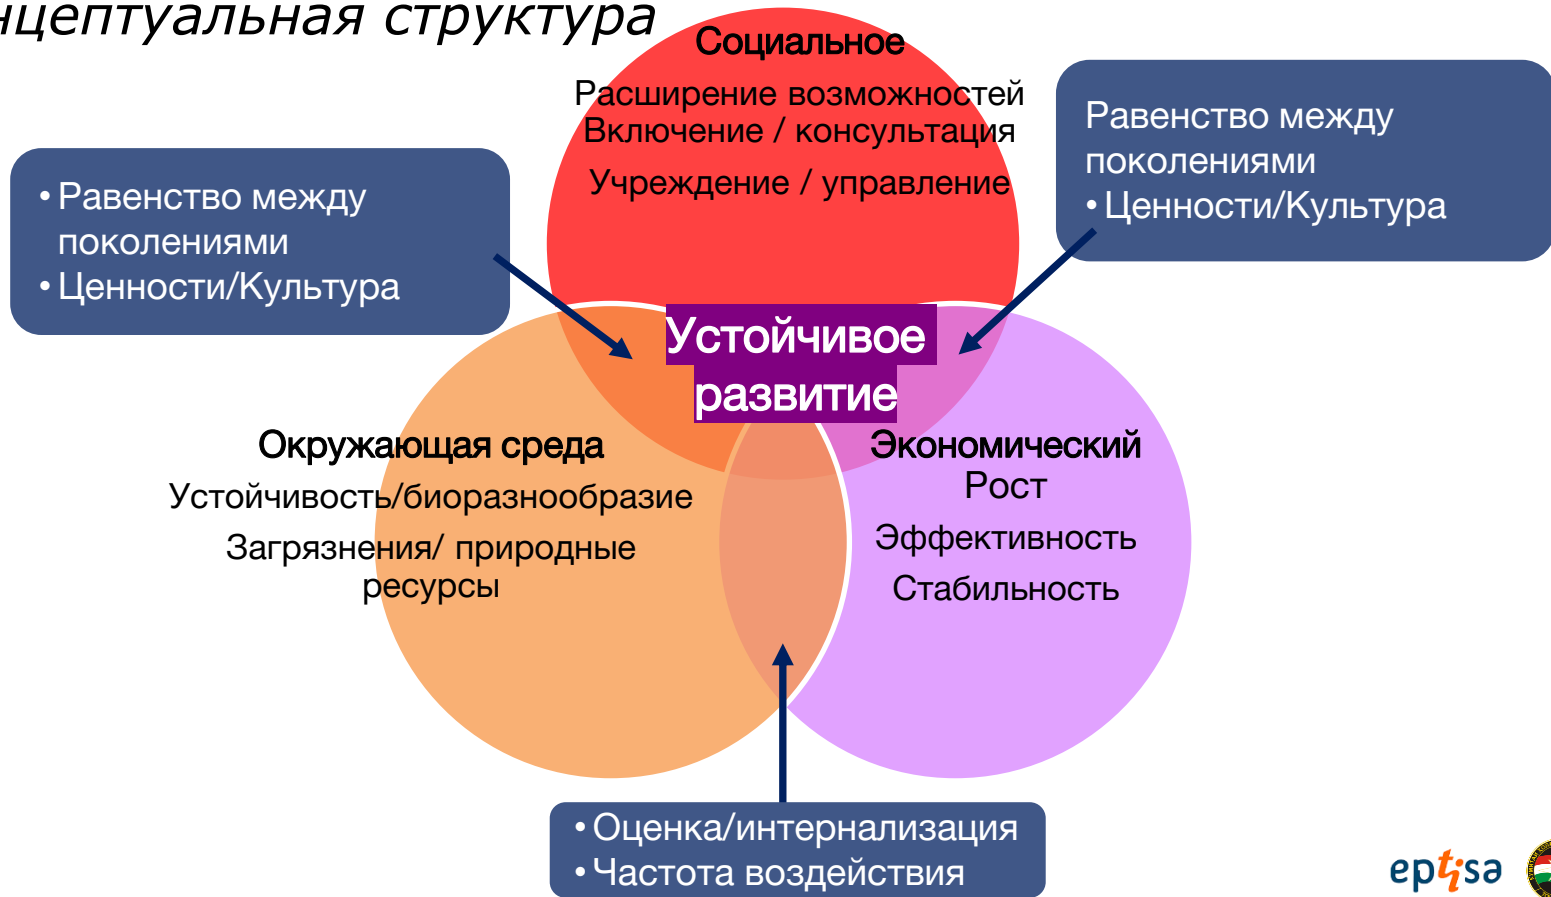 нцептуальная структура
Социальное
Расширение возможностей
Включение / консультация
Учреждение / управление
• Равенство между
поколениями
• Ценности/Культура
Равенство между
поколениями
• Ценности/Культура
Устойчивое
развитие
Окружающая среда
Устойчивость/биоразнообразие
Загрязнения/ природные
ресурсы
Экономический
Рост
Эффективность
Стабильность
• Оценка/интернализация
• Частота воздействия
eptisa